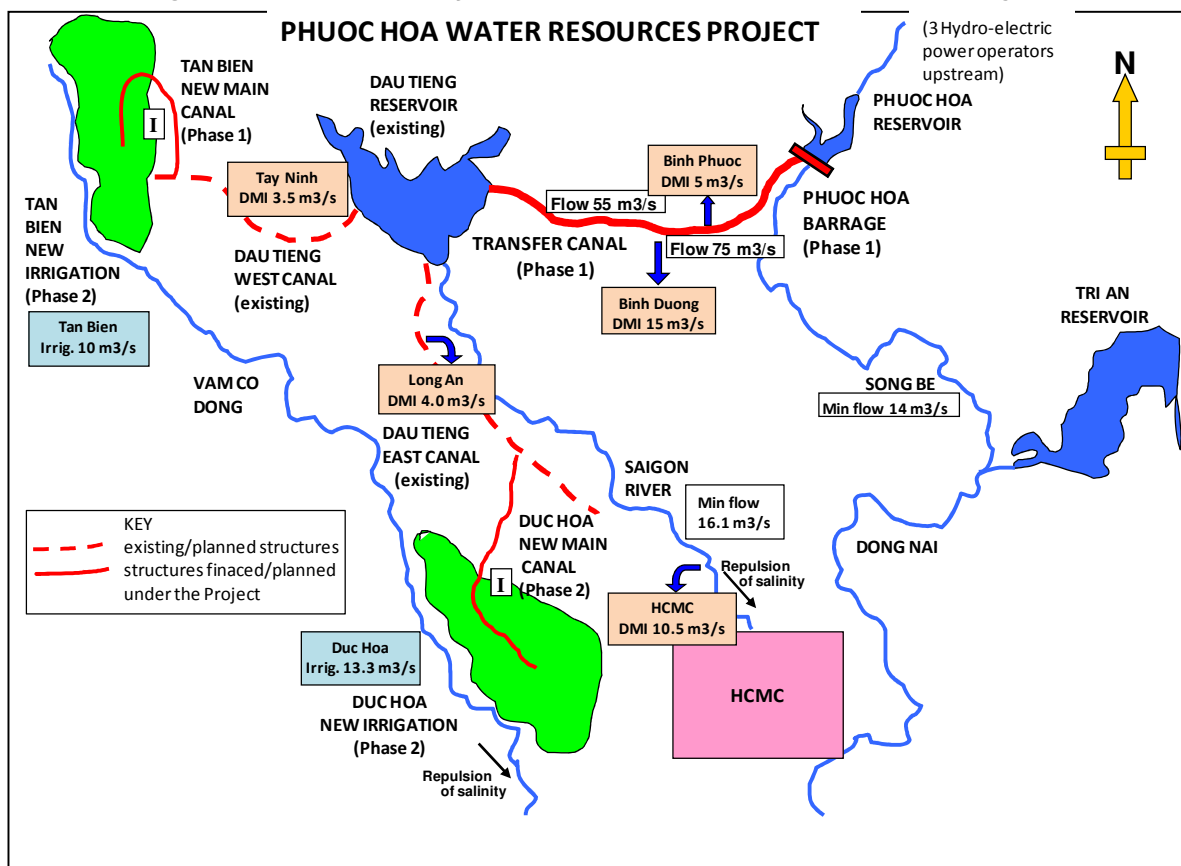 PHUOC HOA WATER RESOURCES PROJECT
(3 Hydro-electric
power operators
upstream)
N
TAN BIEN
NEW MAIN
CANAL
(Phase 1)
I
DAU TIENG
RESERVOIR
(existing)
PHUOC HOA
RESERVOIR
Binh Phuoc
DMI 5 m3/s
Tay Ninh
DMI 3.5 m3/s
Flow 55 m3/s
PHUOC HOA
BARRAGE
(Phase 1)
TAN
BIEN
NEW
IRRIGATION
(Phase 2)
DAU TIENG
WEST CANAL
(existing)
TRANSFER CANAL
(Phase 1)
Flow 75 m3/s
Binh Duong
DMI 15 m3/s
TRI AN
RESERVOIR
Tan Bien
Irrig. 10 m3/s
VAM CO
DONG
Long An
DMI 4.0 m3/s
SONG BE
Min flow 14 m3/s
DAU TIENG
EAST CANAL
(existing)
SAIGON
RIVER
Min flow
16.1 m3/s
KEY
existing/planned structures
structures finaced/planned
under the Project
DUC HOA
NEW MAIN
CANAL
(Phase 2)
I
DONG NAI
Repulsion
of salinity
HCMC
DMI 10.5 m3/s
Duc Hoa
Irrig. 13.3 m3/s
HCMC
DUC HOA
NEW IRRIGATION
(Phase 2)
Repulsion
of salinity